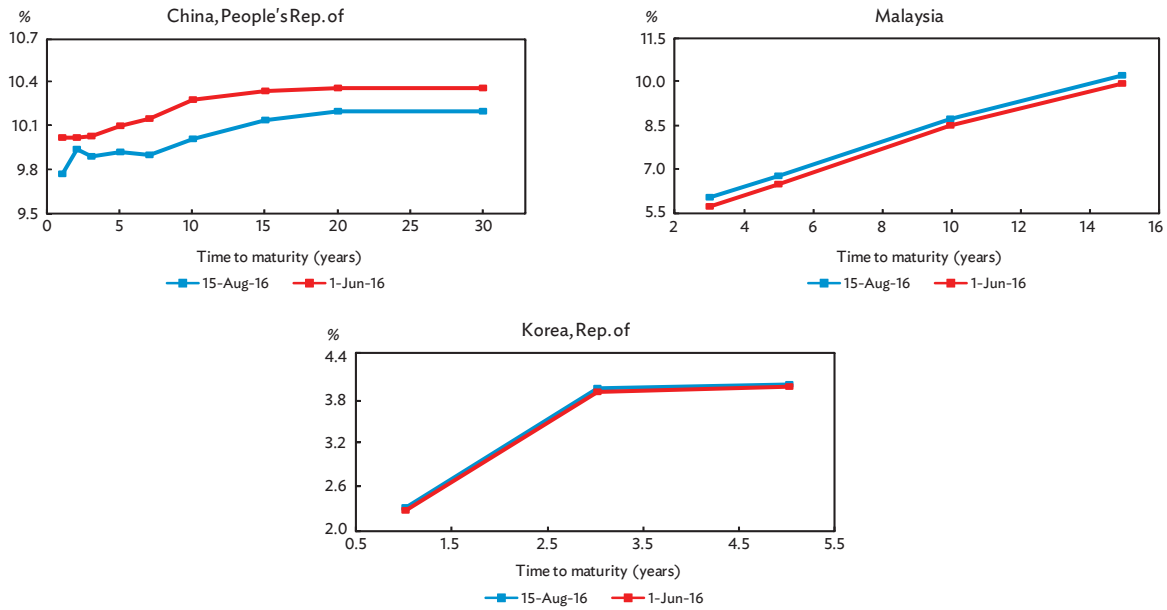 China, People's Rep. of
%
10.7
10.4
10.1
9.8
9.5
0 5 10 15 20 25 30
Time to maturity (years)
15-Aug-16 1-Jun-16
Malaysia
%
11.5
10.0
8.5
7.0
5.5
2 4 6 8 10 12 14 16
Time to maturity (years)
15-Aug-16 1-Jun-16
Korea, Rep. of
%
4.4
3.8
3.2
2.6
2.0
0.5 1.5 2.5 3.5 4.5 5.5
Time to maturity (years)
15-Aug-16 1-Jun-16